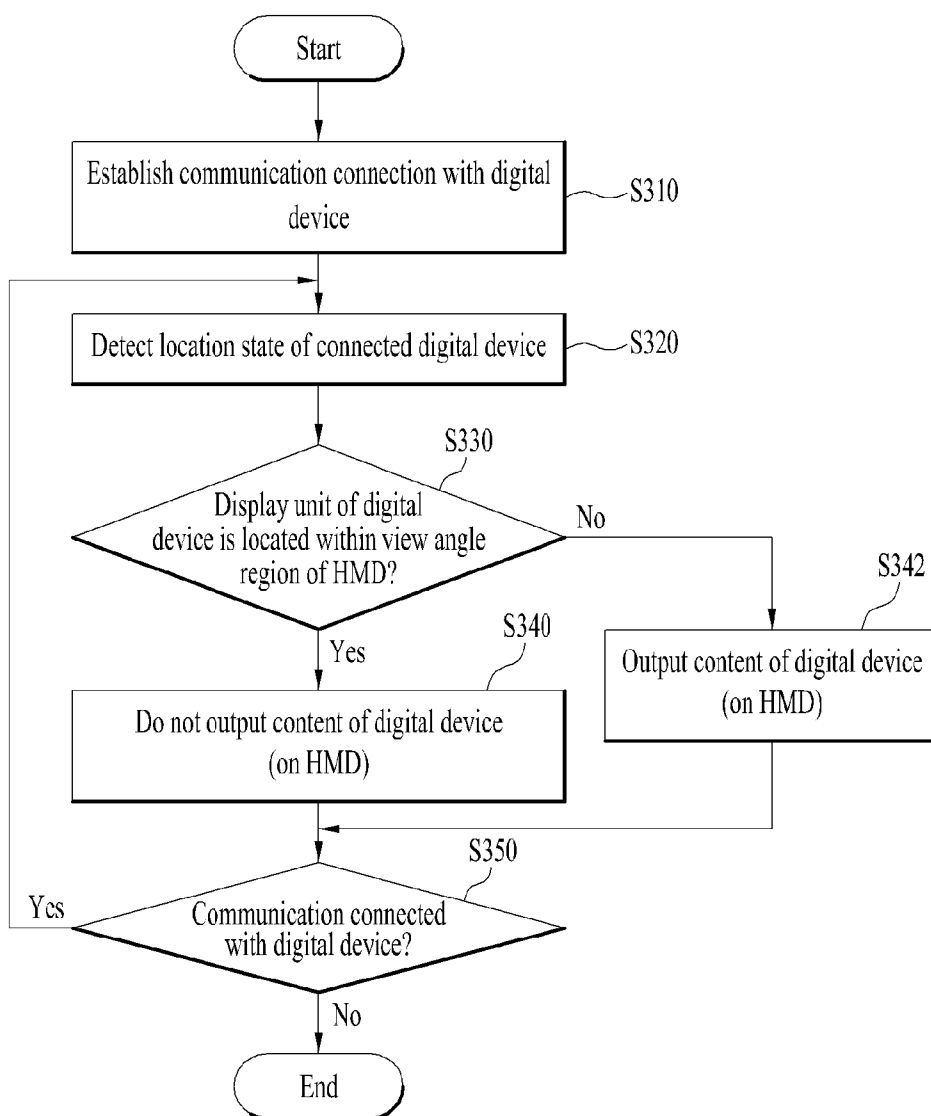 Start
Establish communication connection with digital
device
S310
Detect location state of connected digital device
S320
S330
Display unit of digital
device is located within view angle
region of HMD?
No
Yes
S340
S342
Do not output content of digital device
(on HMD)
Output content of digital device
(on HMD)
S350
Yes
Communication connected
with digital device?
No
End